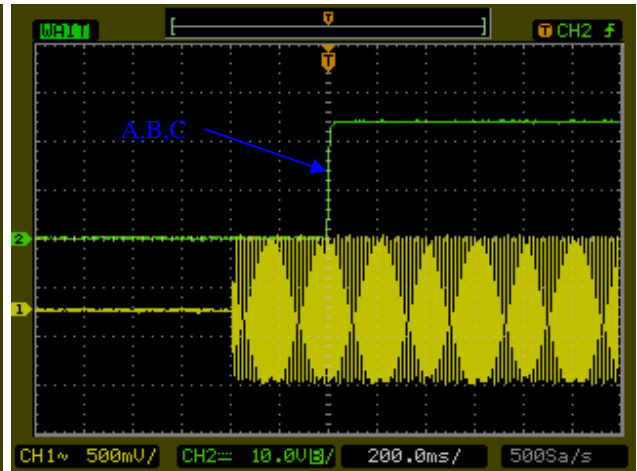 WAIT T T CH2
T
A,B,C
2
1
CH1~ 500mV/ CH2 10.0V B/ 200.0ms/ 500Sa/s